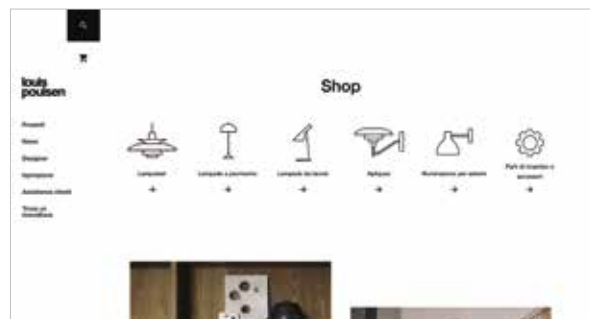 louis
poulsen
Shop
Prodotti
News
Designer
Ispirazione
Assistenza clienti
Trova un
rivenditore
Lampadari
Lampade a piantana
Lampade da tavolo
Applique
Illuminazione per esterni
Parti di ricambio e
accessori